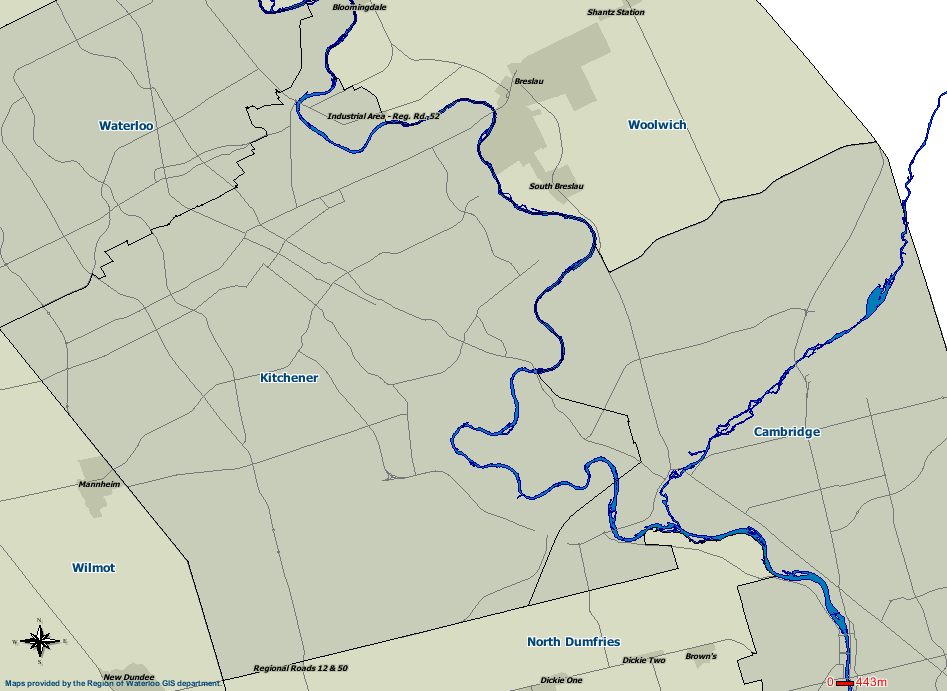 Bloomingdale
Shantz Station
Breslau
Industrial Area - Reg. Rd. 52
Waterloo
Woolwich
South Breslau
Kitchener
Cambridge
Mannheim
Wilmot
N
W
E
S
North Dumfries
Brown's
Dickie Two
Regional Roads 12 & 50
New Dundee
Dickie One
Maps provided by the Region of Waterloo GIS department.
0 443m